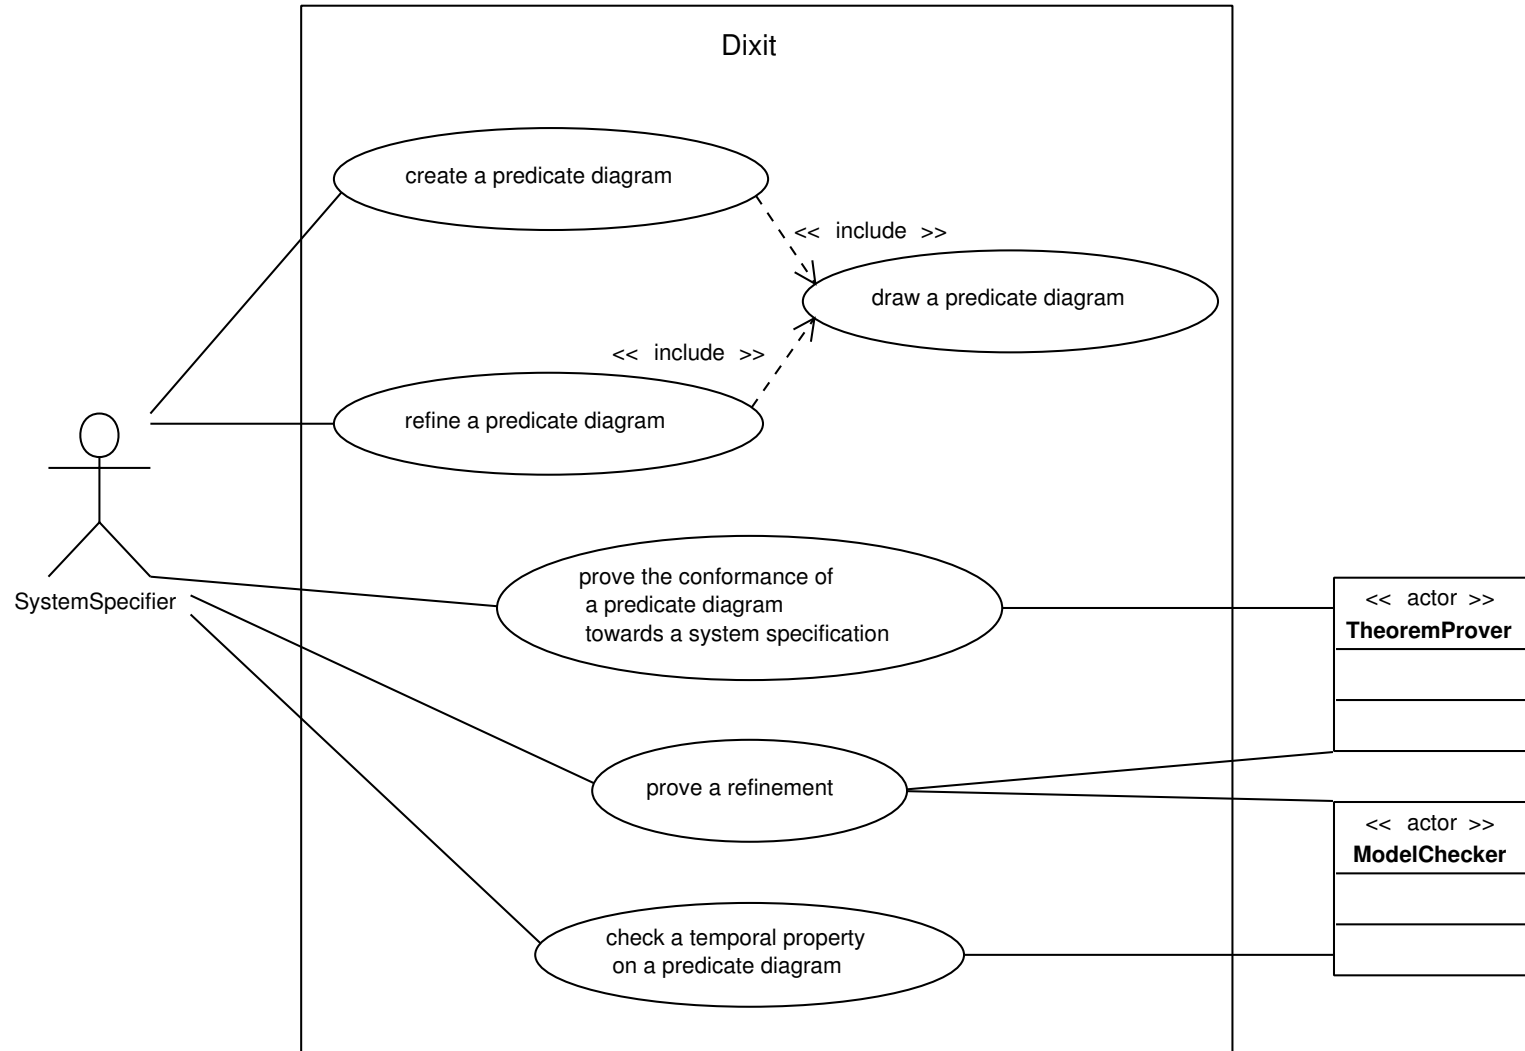 Dixit
create a predicate diagram
<< include >>
draw a predicate diagram
<< include >>
refine a predicate diagram
SystemSpecifier
prove the conformance of
a predicate diagram
towards a system specification
<< actor >>
TheoremProver
prove a refinement
<< actor >>
ModelChecker
check a temporal property
on a predicate diagram